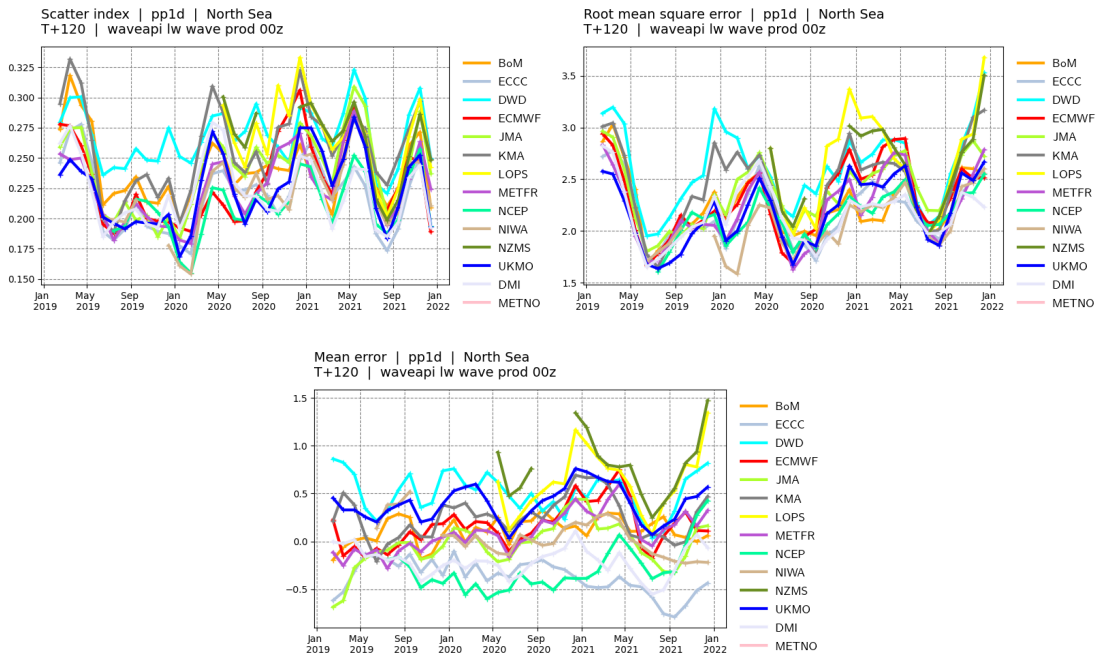 Scatter index | pp1d | North Sea
T+120 | waveapi lw wave prod 00z
0.325
0.300
0.275
0.250
0.225
0.200
0.175
0.150
Jan 2019
May
Sep 2019
Jan 2020
May 2020
Sep 2020
Jan 2021
May 2021
Sep 2021
Jan 2022
BoM
ECCC
DWD
ECMWF
JMA
KMA
LOPS
METFR
NCEP
NIWA
NZMS
UKMO
DMI
METNO
Root mean square error | pp1d | North Sea
T+120 | waveapi lw wave prod 00z
3.5
3.0
2.5
2.0
1.5
Jan 2019
May 2019
Sep 2019
Jan 2020
May 2020
Sep 2020
Jan 2021
May 2021
Sep 2021
Jan 2022
BoM
ECCC
DWD
ECMWF
JMA
KMA
LOPS
METFR
NCEP
NIWA
NZMS
UKMO
DMI
METNO
Mean error | pp1d | North Sea
T+120 | waveapi lw wave prod 00z
1.5
1.0
0.5
0.0
−0.5
Jan 2019
May 2019
Sep 2019
Jan 2020
May 2020
Sep 2020
Jan 2021
May 2021
Sep 2021
Jan 2022
BoM
ECCC
DWD
ECMWF
JMA
KMA
LOPS
METFR
NCEP
NIWA
NZMS
UKMO
DMI
METNO